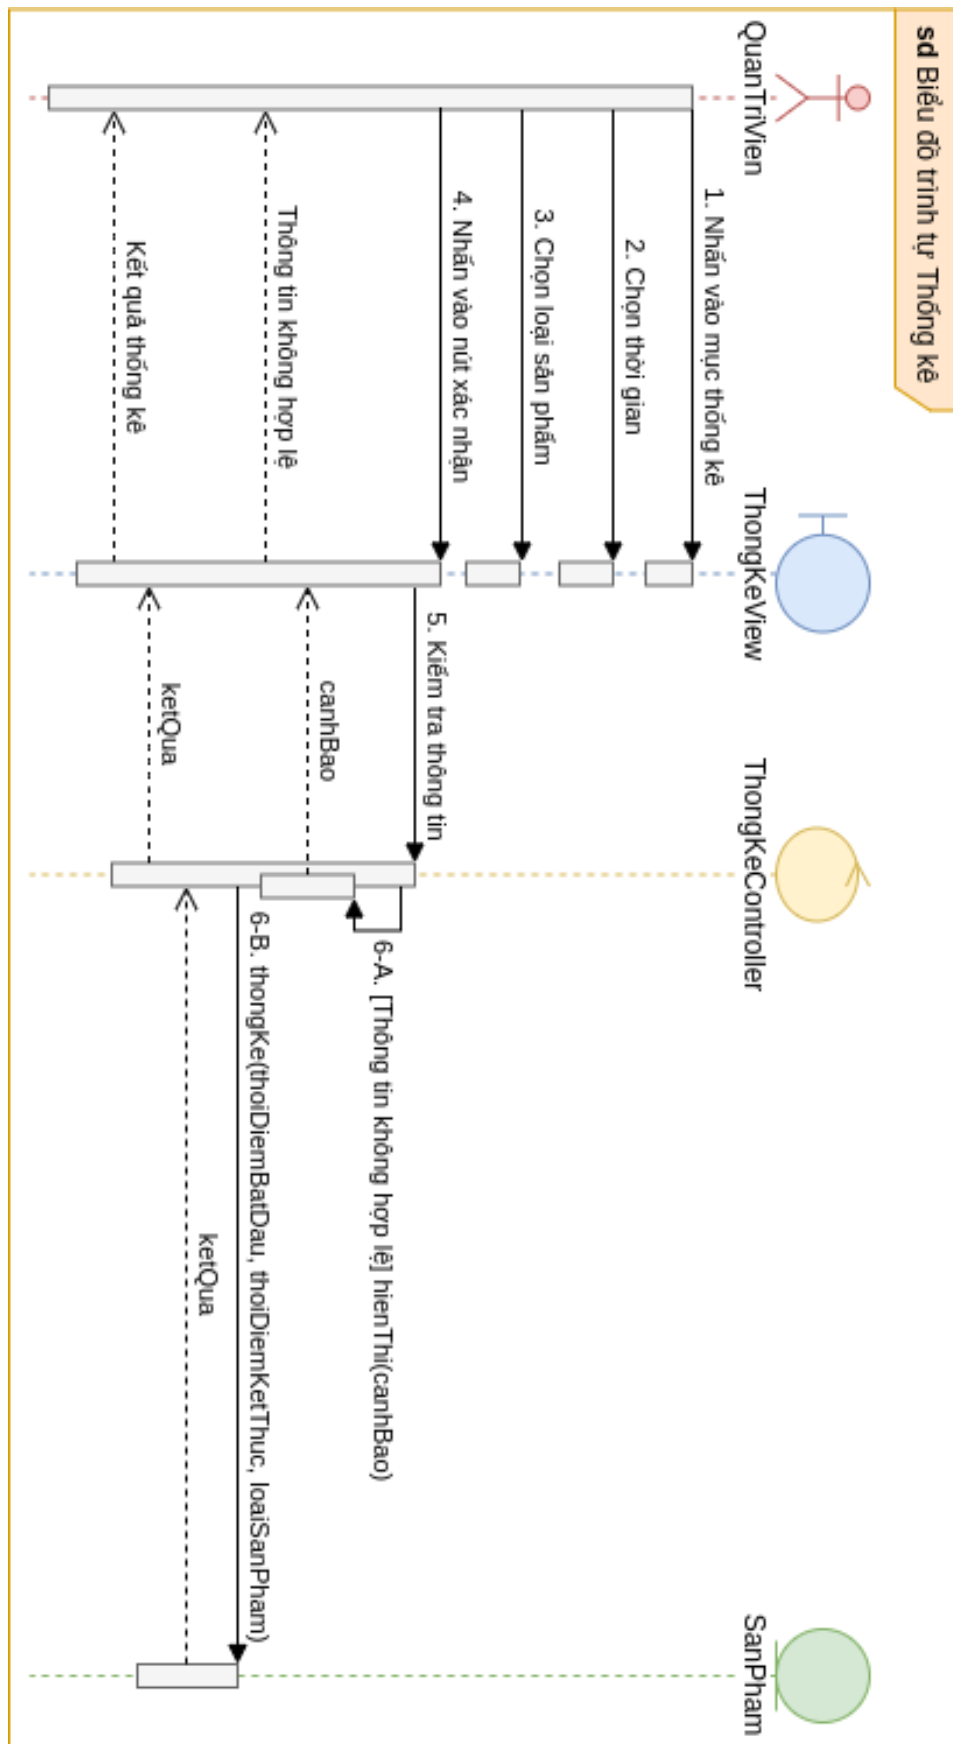 sd Biểu đồ trình tự Thống kê
QuanTriVien
ThongKeView
ThongKeController
SanPham
1. Nhấn vào mục thống kê
2. Chọn thời gian
3. Chọn loại sản phẩm
4. Nhấn vào nút xác nhận
5. Kiểm tra thông tin
6-A. [Thông tin không hợp lệ] hienThi(canhBao)
canhBao
Thông tin không hợp lệ
6-B. thongKe(thoiDiemBatDau, thoiDiemKetThuc, loaiSanPham)
ketQua
ketQua
Kết quả thống kê